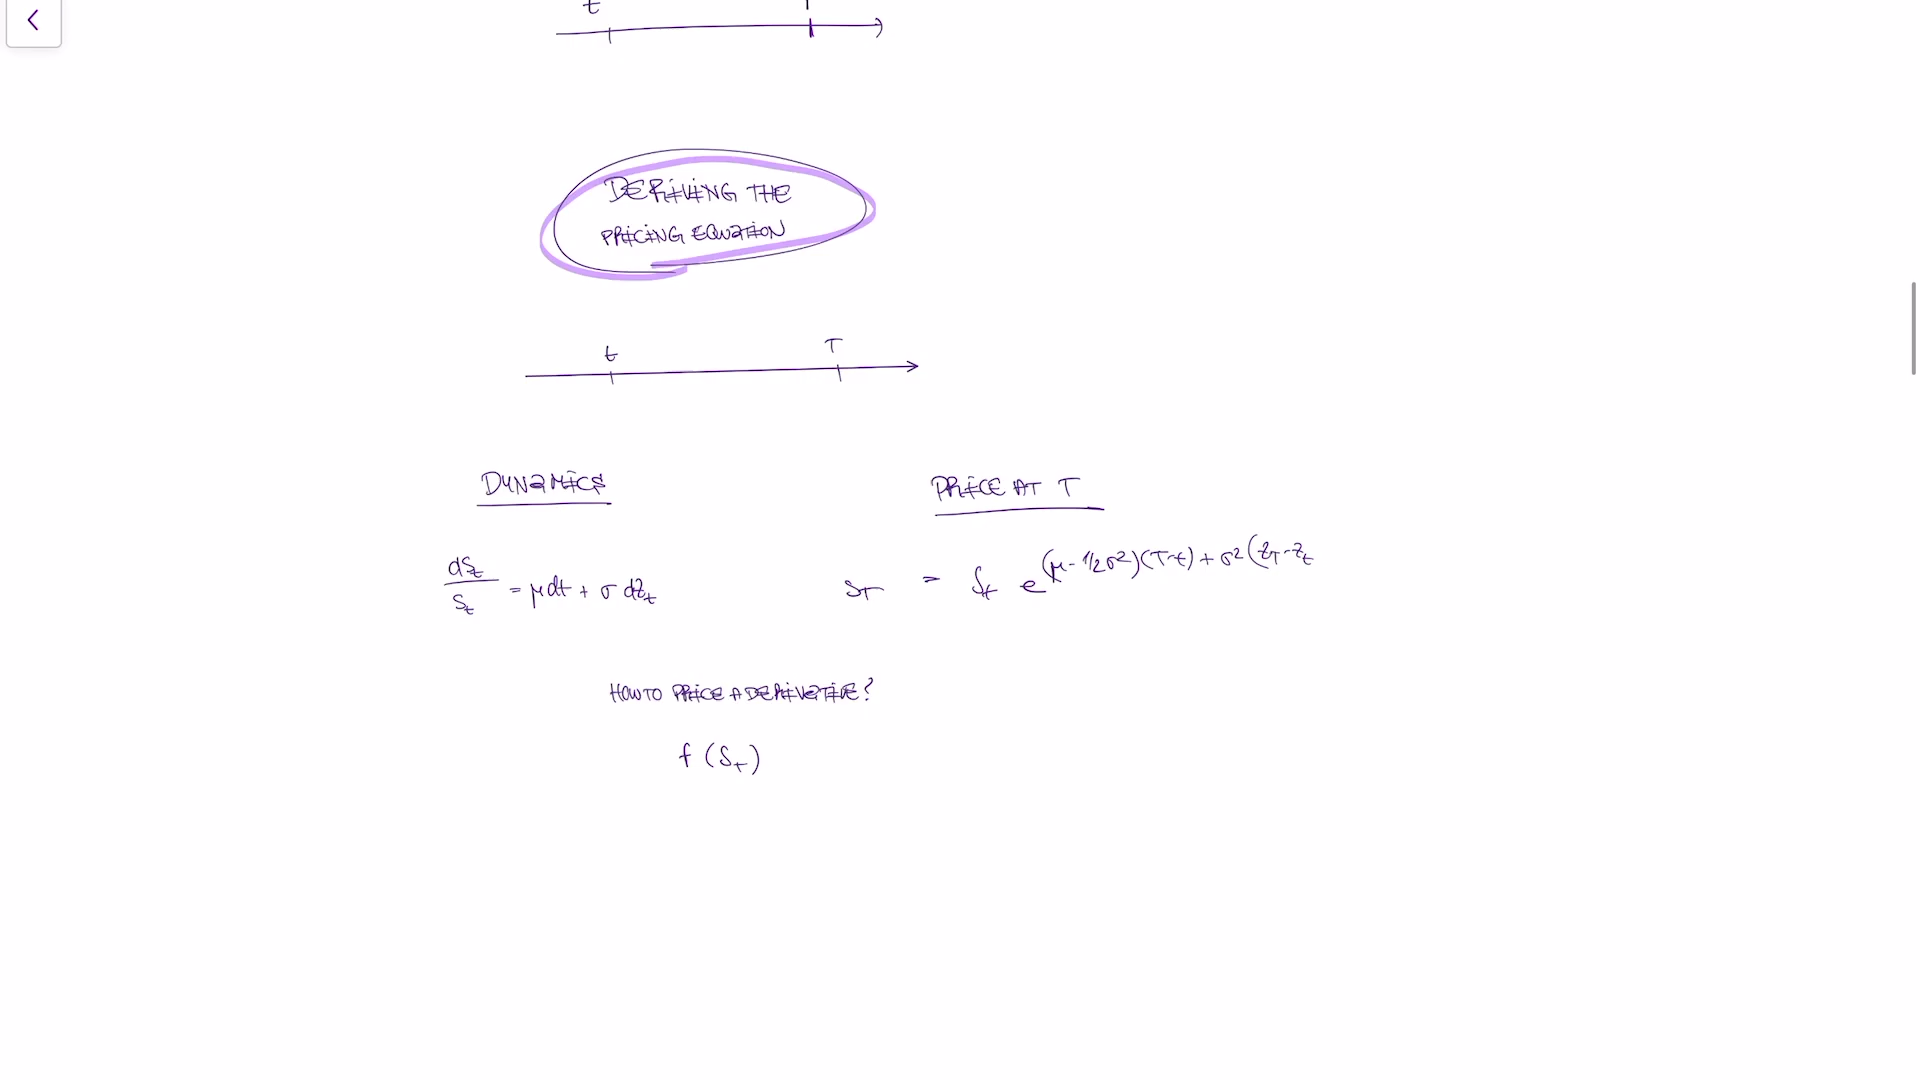 t T
DERIVING THE
PRICING EQUATION
t T
DYNAMICS
PRICE AT T
dS_t/S_t = μdt + σ dZ_t
S_T = S_t e^(μ-1/2σ²)(T-t)+σ²(Z_T-Z_t
HOW TO PRICE A DERIVATIVE?
f(S_T)